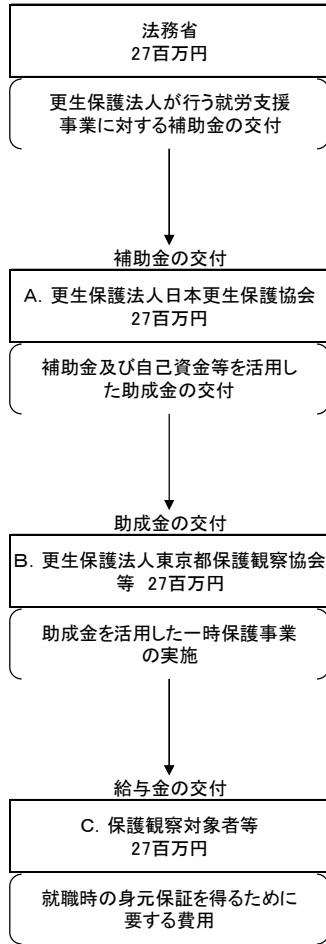 法務省
27百万円
更生保護法人が行う就労支援
事業に対する補助金の交付
補助金の交付
A．更生保護法人日本更生保護協会
27百万円
補助金及び自己資金等を活用し
た助成金の交付
助成金の交付
B．更生保護法人東京都保護観察協会
等 27百万円
助成金を活用した一時保護事業
の実施
給与金の交付
C．保護観察対象者等
27百万円
就職時の身元保証を得るために
要する費用